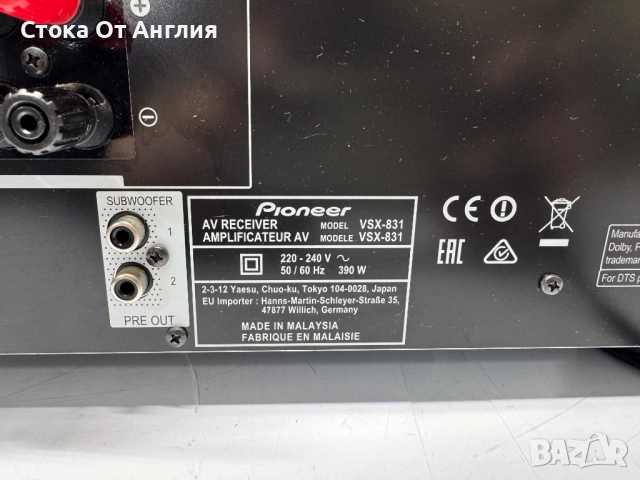 Стока От Англия
SUBWOOFER
1
2
PRE OUT
Pioneer
AV RECEIVER MODEL VSX-831
AMPLIFICATEUR AV MODELE VSX-831
220 - 240 V ~
50 / 60 Hz 390 W
2-3-12 Yaesu, Chuo-ku, Tokyo 104-0028, Japan
EU Importer : Hanns-Martin-Schleyer-Straße 35,
47877 Willich, Germany
MADE IN MALAYSIA
FABRIQUE EN MALAISIE
CE
EAC
Manufa
Dolby, P
trademar
For DTS p
BAZAR